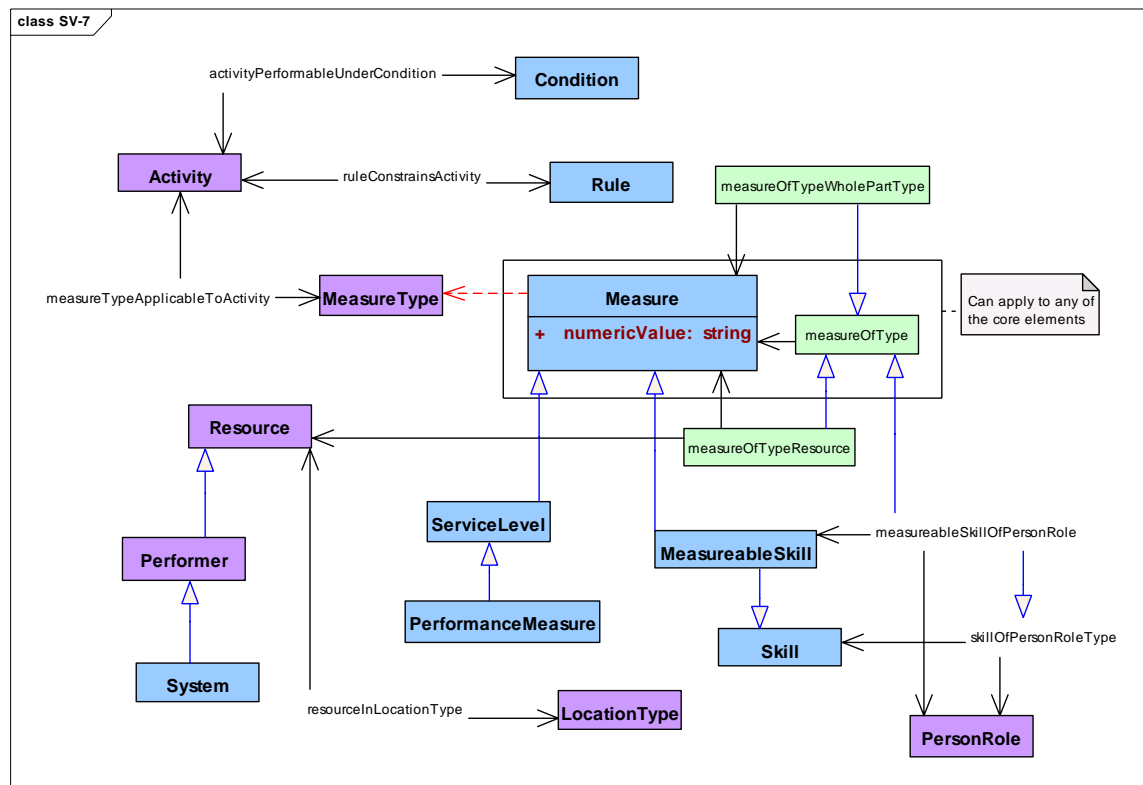 class SV-7
activityPerformableUnderCondition
Condition
Activity
ruleConstrainsActivity
Rule
measureOfTypeWholePartType
measureTypeApplicableToActivity
MeasureType
Measure
+ numericValue: string
measureOfType
Can apply to any of
the core elements
Resource
measureOfTypeResource
ServiceLevel
Performer
MeasureableSkill
measureableSkillOfPersonRole
PerformanceMeasure
Skill
skillOfPersonRoleType
System
resourceInLocationType
LocationType
PersonRole